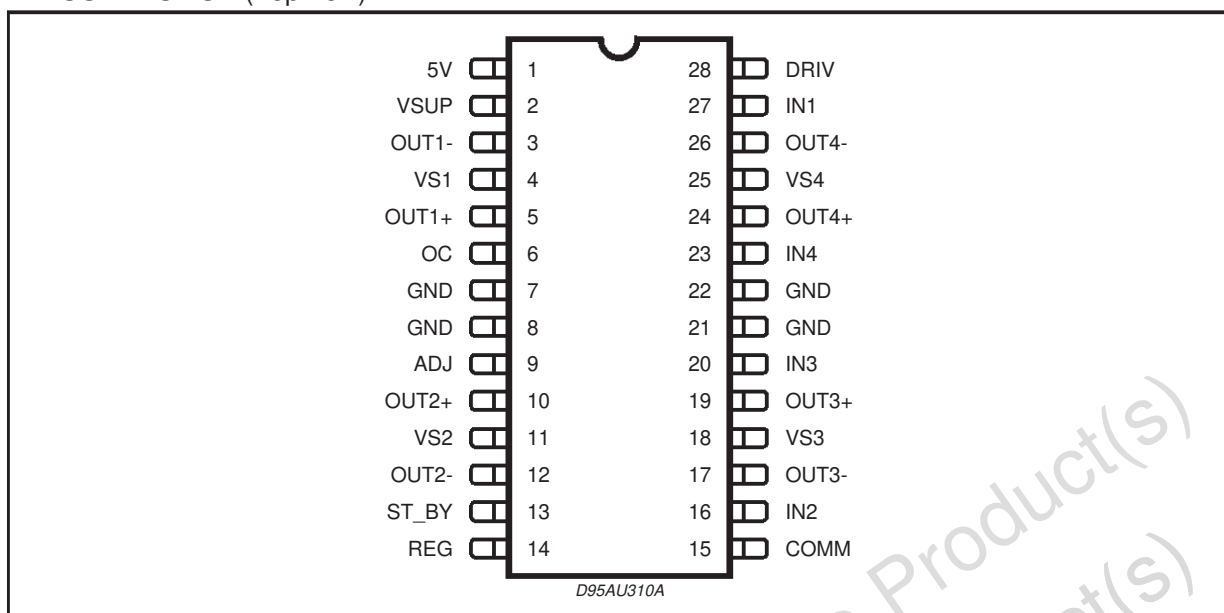 (Top view)
5V 1 28 DRIV
VSUP 2 27 IN1
OUT1- 3 26 OUT4-
VS1 4 25 VS4
OUT1+ 5 24 OUT4+
OC 6 23 IN4
GND 7 22 GND
GND 8 21 GND
ADJ 9 20 IN3
OUT2+ 10 19 OUT3+
VS2 11 18 VS3
OUT2- 12 17 OUT3-
ST_BY 13 16 IN2
REG 14 15 COMM
D95AU310A
Product(s)